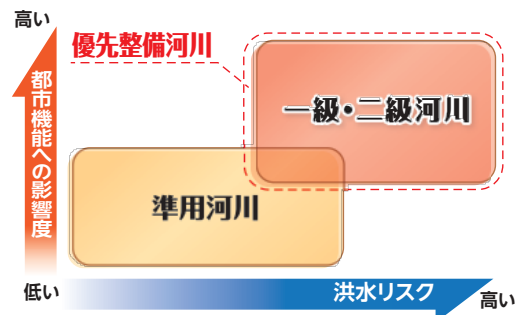 高い
優先整備河川
都市機能への影響度
一級・二級河川
準用河川
低い
洪水リスク
高い